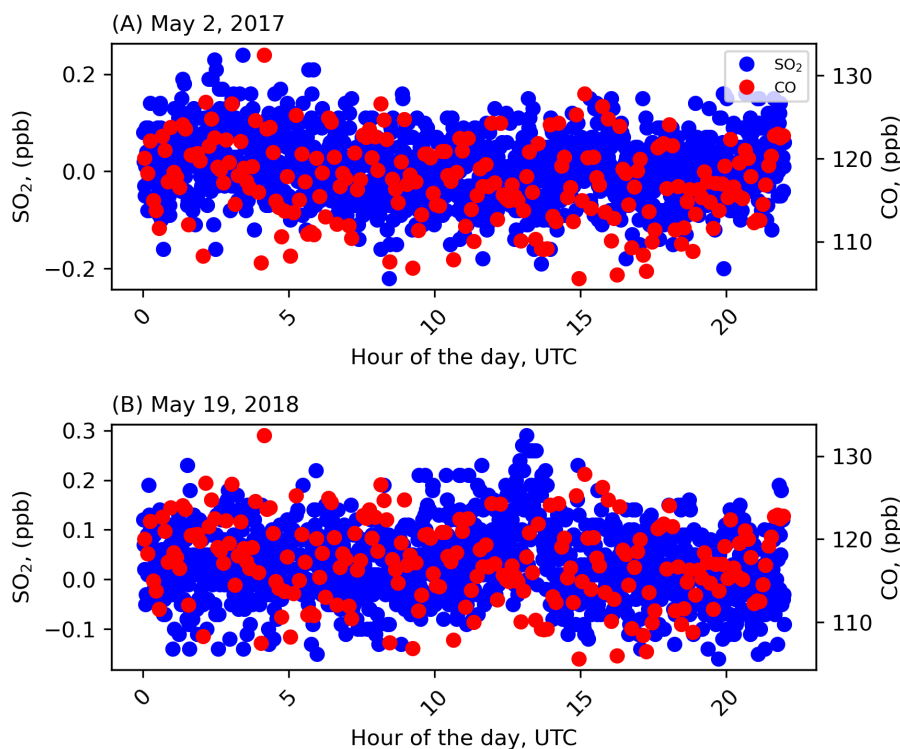 (A) May 2, 2017
0.2
0.0
−0.2
SO₂, (ppb)
SO₂
CO
130
120
110
CO, (ppb)
0
5
10
15
20
Hour of the day, UTC
(B) May 19, 2018
0.3
0.2
0.1
0.0
−0.1
SO₂, (ppb)
130
120
110
CO, (ppb)
0
5
10
15
20
Hour of the day, UTC